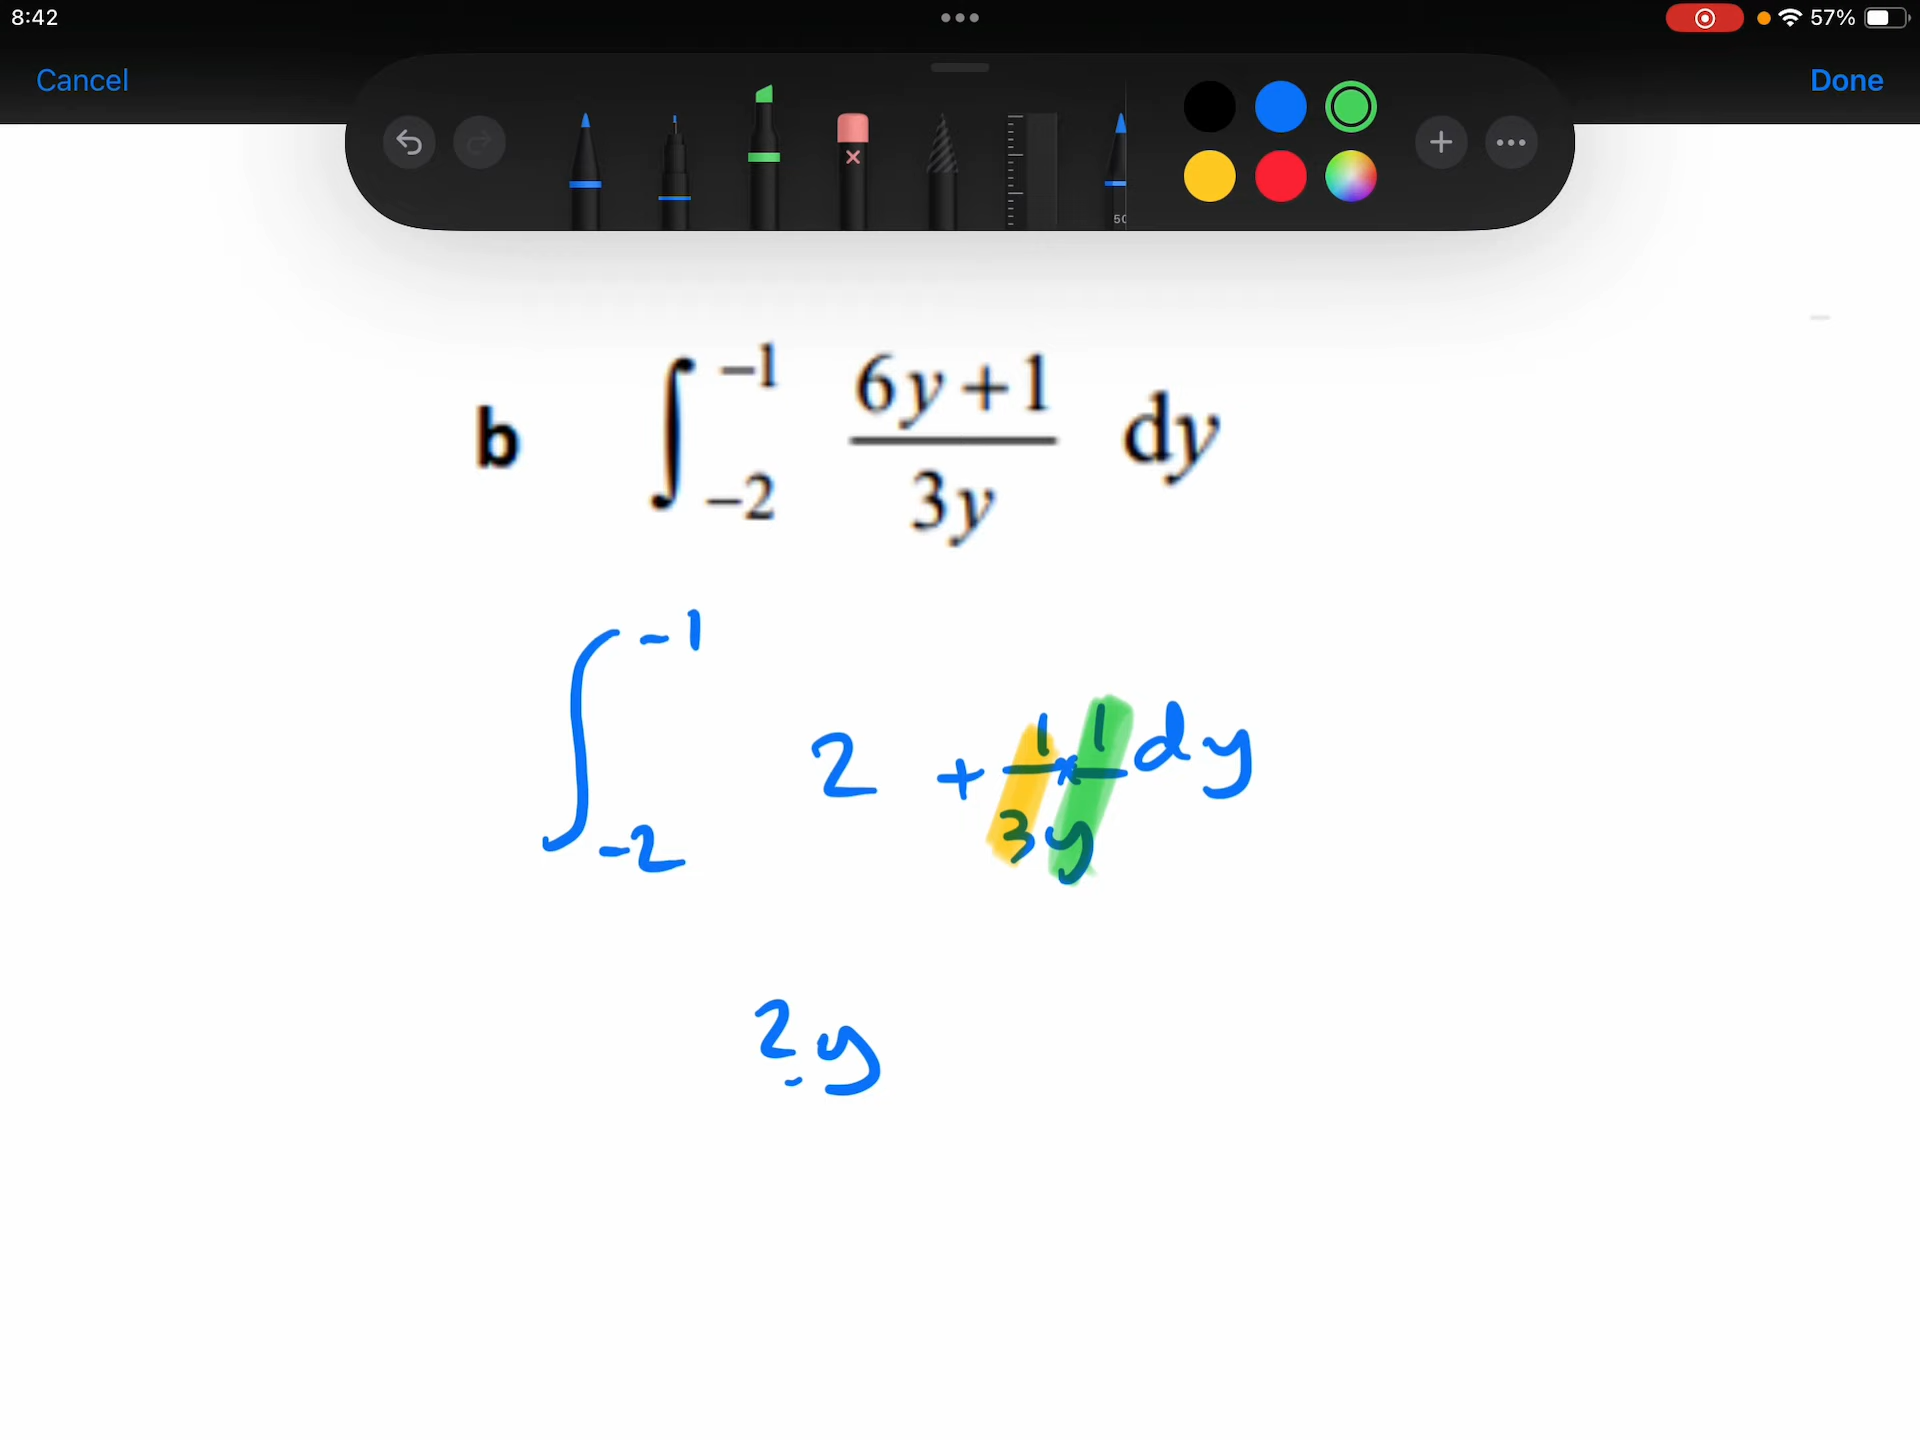 8:42
57%
Cancel
Done
50
b ∫₋₂⁻¹ (6y+1)/(3y) dy
∫₋₂⁻¹ 2 + 1/3 × 1/y dy
2y